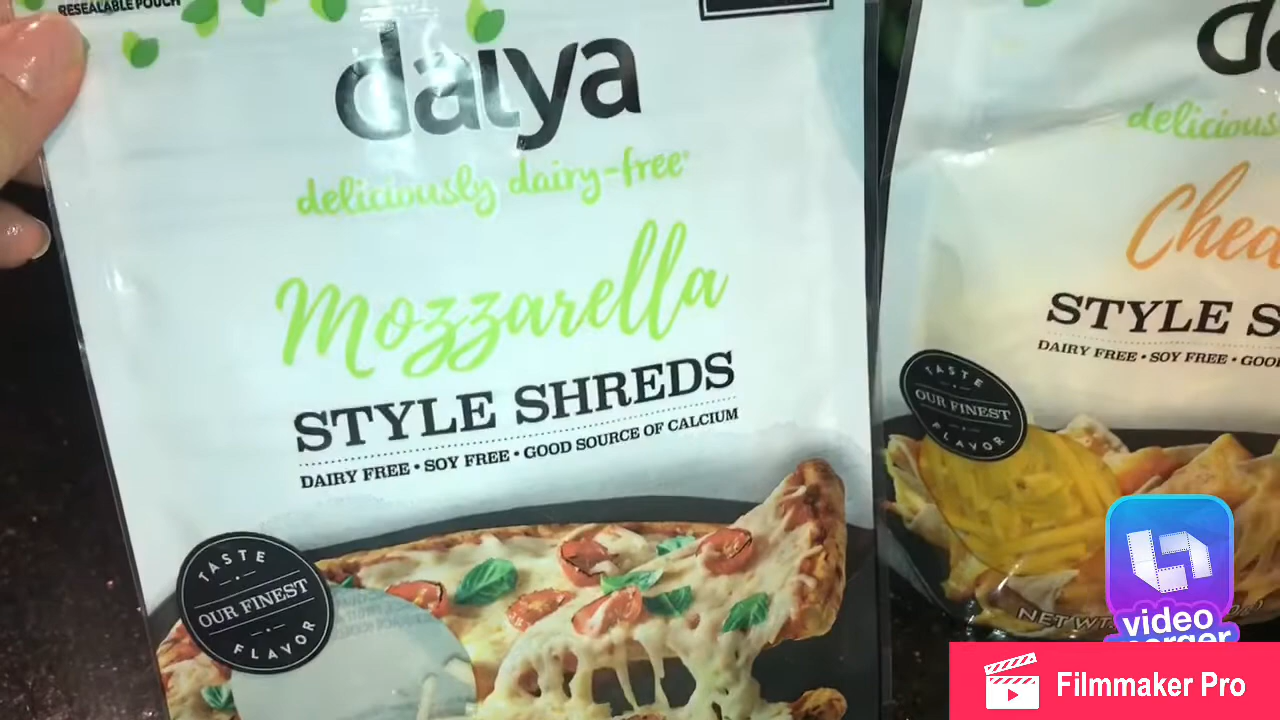 RESEALABLE POUCH
daiya
deliciously dairy-free
Mozzarella
STYLE SHREDS
DAIRY FREE • SOY FREE • GOOD SOURCE OF CALCIUM
TASTE
OUR FINEST
FLAVOR
da
delicious
Ched
STYLE S
DAIRY FREE • SOY FREE • GOO
TASTE
OUR FINEST
FLAVOR
NET WT.
video
Filmmaker Pro